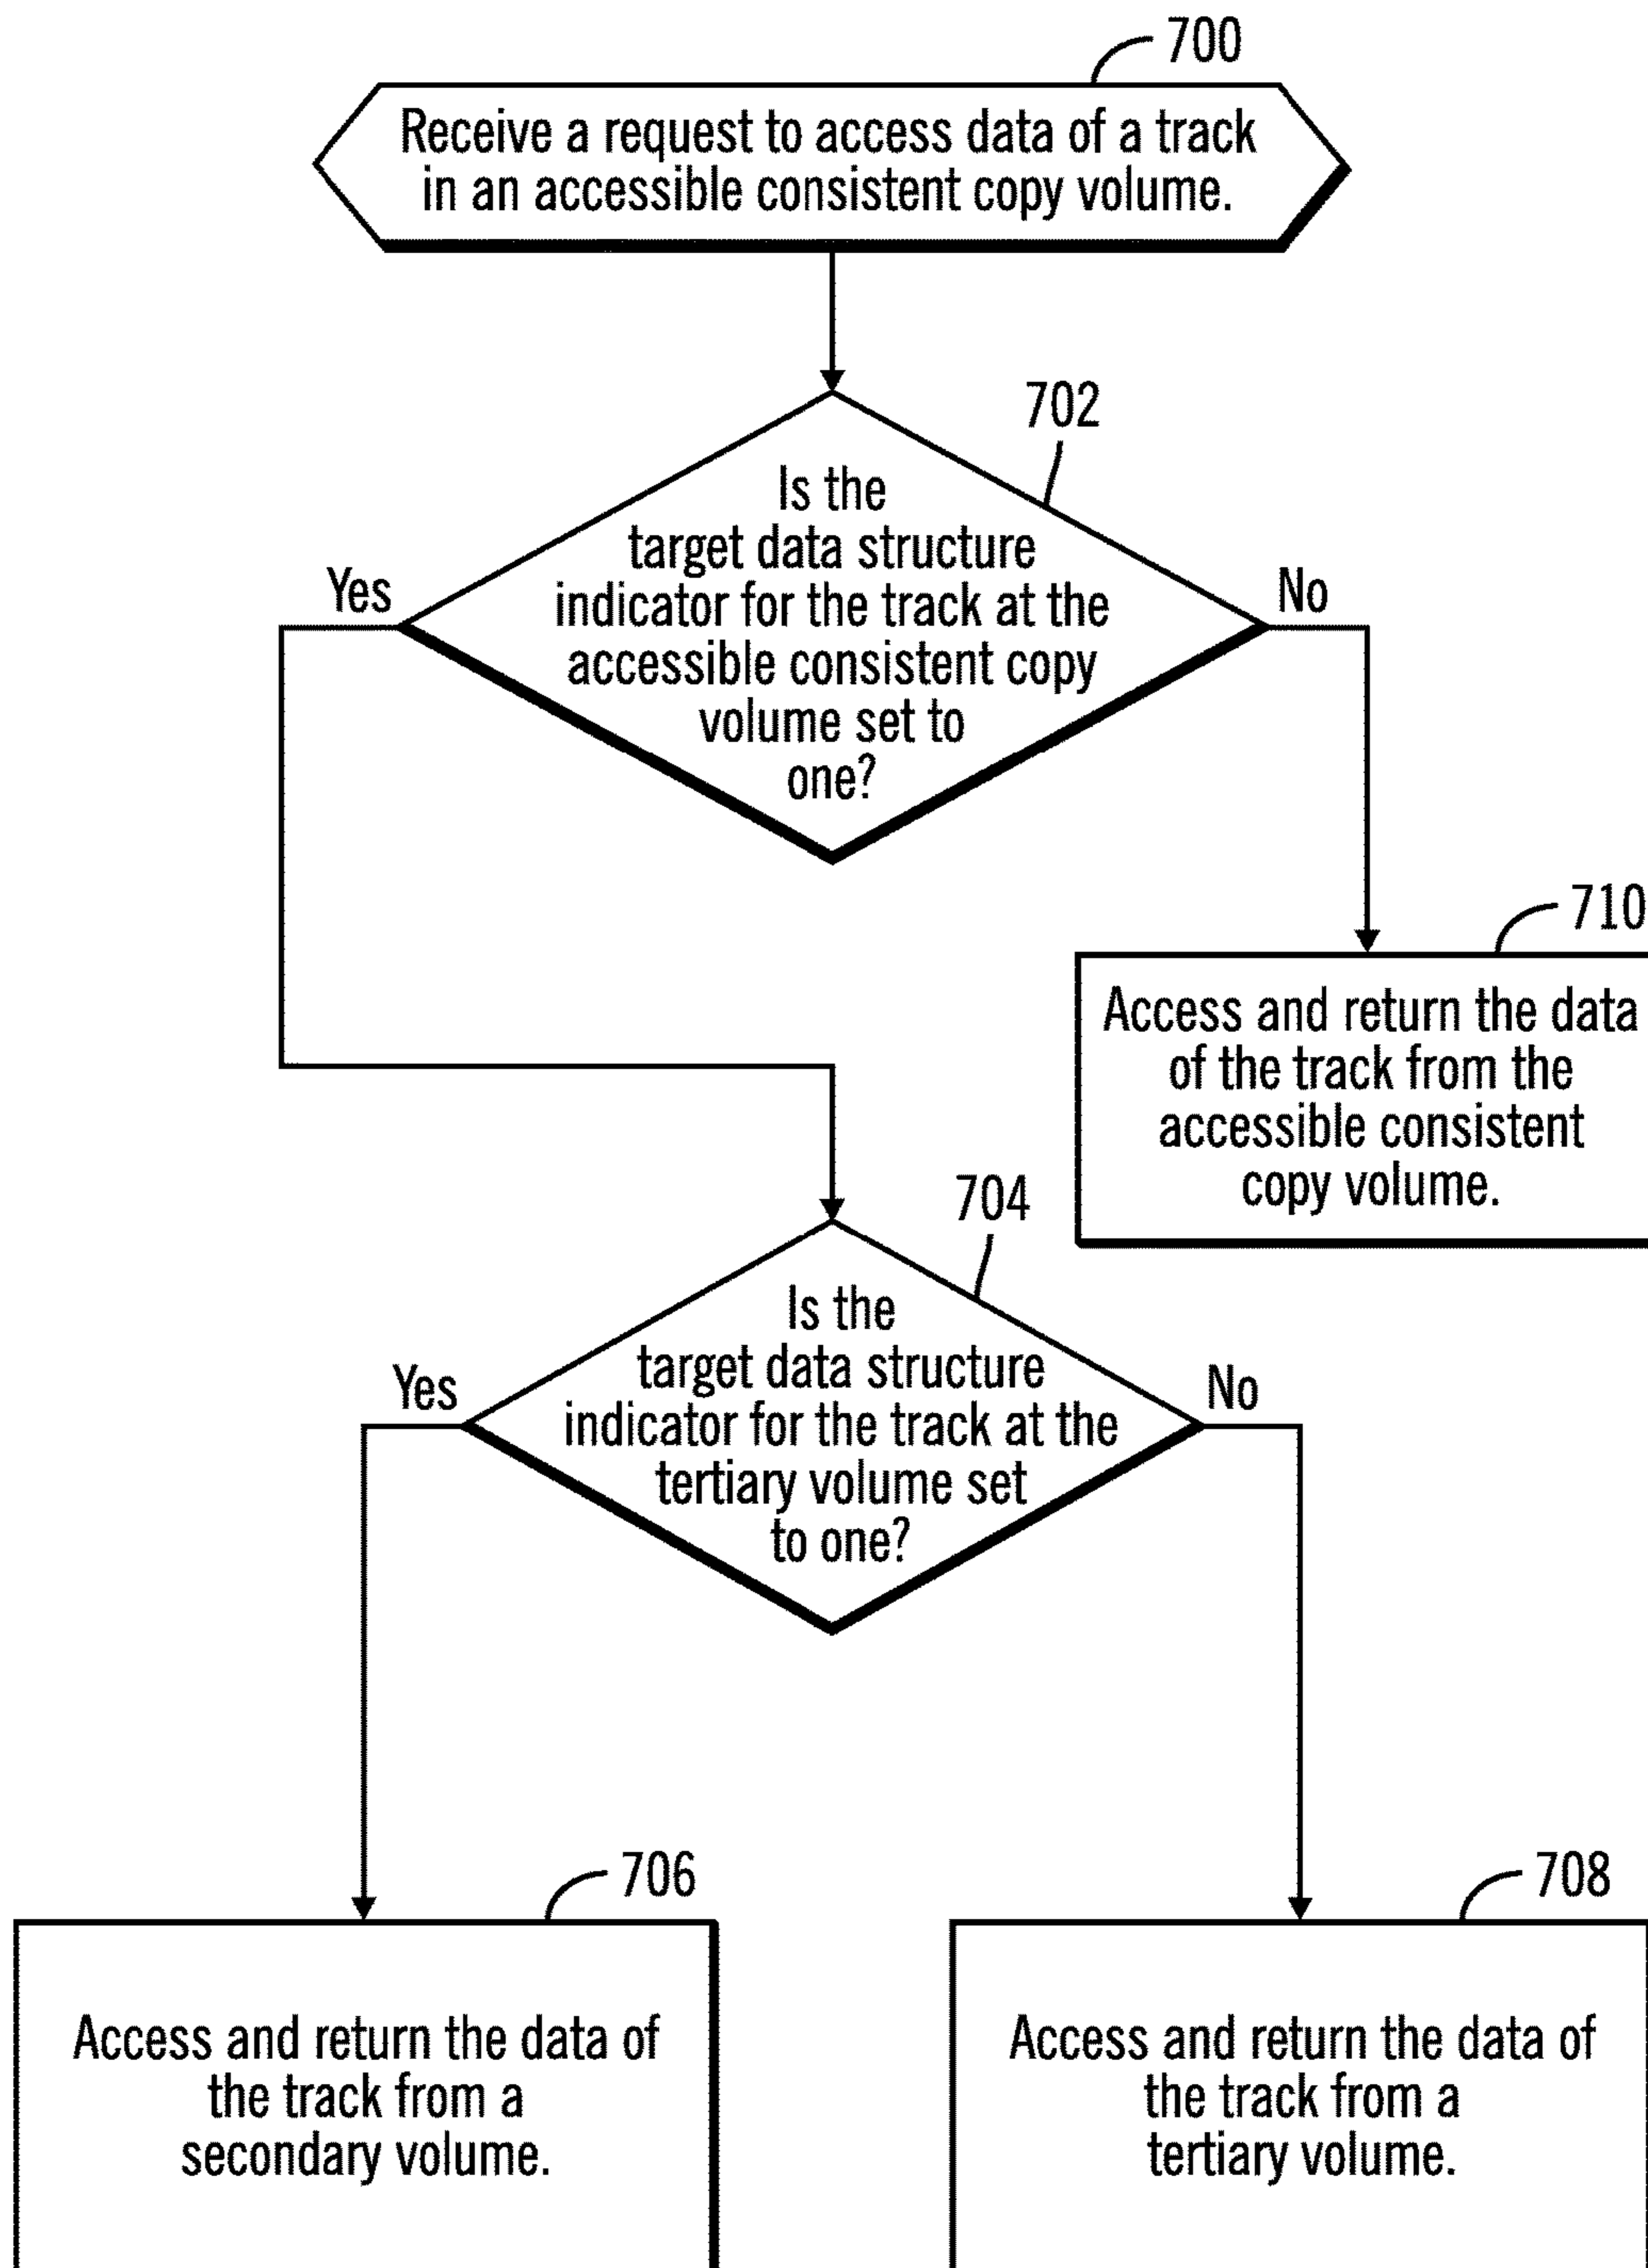 700
Receive a request to access data of a track
in an accessible consistent copy volume.
702
Is the
target data structure
indicator for the track at the
accessible consistent copy
volume set to
one?
Yes
No
710
Access and return the data
of the track from the
accessible consistent
copy volume.
704
Is the
target data structure
indicator for the track at the
tertiary volume set
to one?
Yes
No
706
Access and return the data of
the track from a
secondary volume.
708
Access and return the data of
the track from a
tertiary volume.